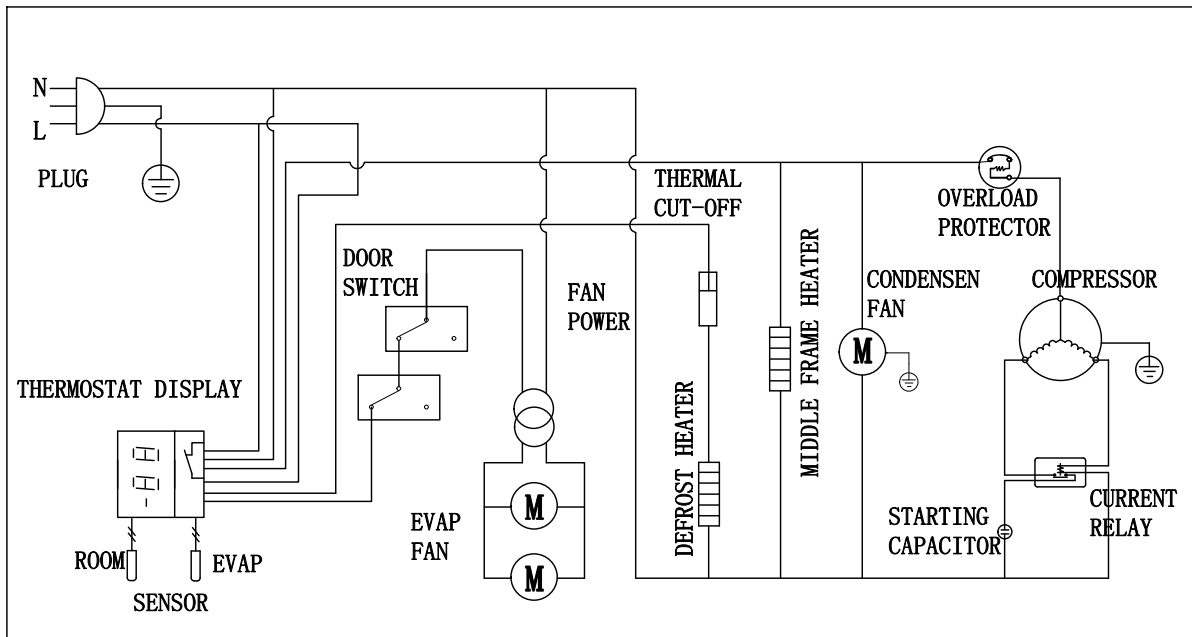 N
L
PLUG
THERMAL
CUT-OFF
OVERLOAD
PROTECTOR
DOOR
SWITCH
FAN
POWER
MIDDLE FRAME HEATER
CONDENSEN
FAN
COMPRESSOR
M
THERMOSTAT DISPLAY
DEFROST HEATER
M
EVAP
FAN
M
STARTING
CAPACITOR
CURRENT
RELAY
ROOM
EVAP
SENSOR